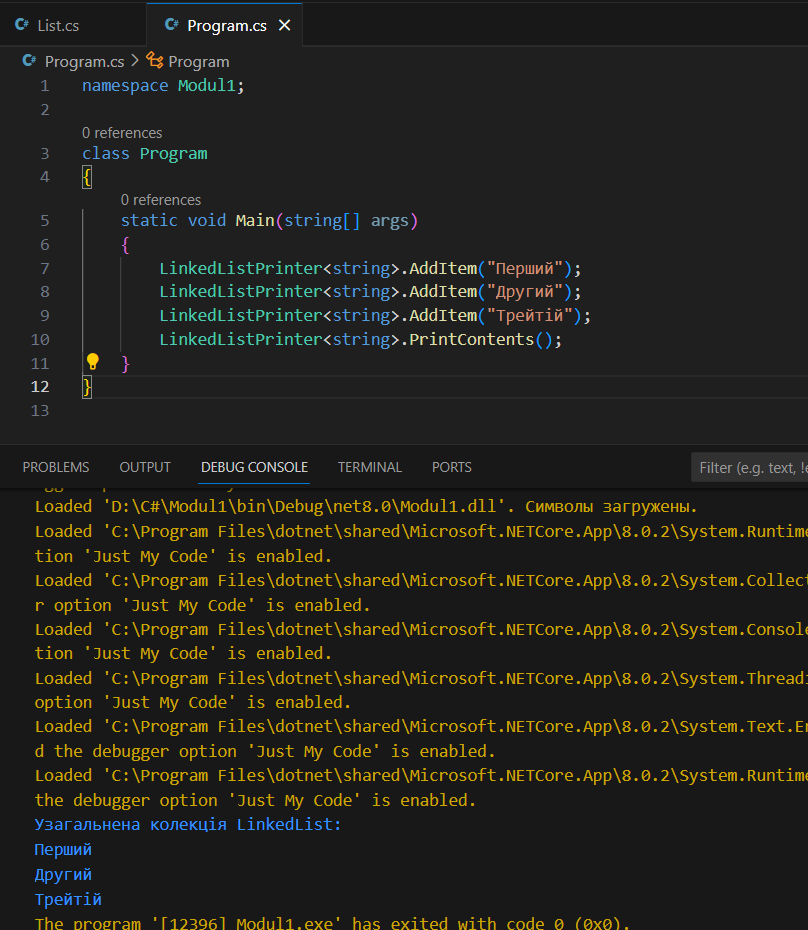 List.cs Program.cs
Program.cs > Program
1 namespace Modul1;
2
0 references
3 class Program
4 {
0 references
5 static void Main(string[] args)
6 {
7 LinkedListPrinter<string>.AddItem("Перший");
8 LinkedListPrinter<string>.AddItem("Другий");
9 LinkedListPrinter<string>.AddItem("Трейтій");
10 LinkedListPrinter<string>.PrintContents();
11 }
12 }
13
PROBLEMS OUTPUT DEBUG CONSOLE TERMINAL PORTS Filter (e.g. text, !e
Loaded 'D:\C#\Modul1\bin\Debug\net8.0\Modul1.dll'. Символы загружены.
Loaded 'C:\Program Files\dotnet\shared\Microsoft.NETCore.App\8.0.2\System.Runtime
tion 'Just My Code' is enabled.
Loaded 'C:\Program Files\dotnet\shared\Microsoft.NETCore.App\8.0.2\System.Collect
r option 'Just My Code' is enabled.
Loaded 'C:\Program Files\dotnet\shared\Microsoft.NETCore.App\8.0.2\System.Console
tion 'Just My Code' is enabled.
Loaded 'C:\Program Files\dotnet\shared\Microsoft.NETCore.App\8.0.2\System.Threadi
option 'Just My Code' is enabled.
Loaded 'C:\Program Files\dotnet\shared\Microsoft.NETCore.App\8.0.2\System.Text.En
d the debugger option 'Just My Code' is enabled.
Loaded 'C:\Program Files\dotnet\shared\Microsoft.NETCore.App\8.0.2\System.Runtime
the debugger option 'Just My Code' is enabled.
Узагальнена колекція LinkedList:
Перший
Другий
Трейтій
The program '[12396] Modul1.exe' has exited with code 0 (0x0).